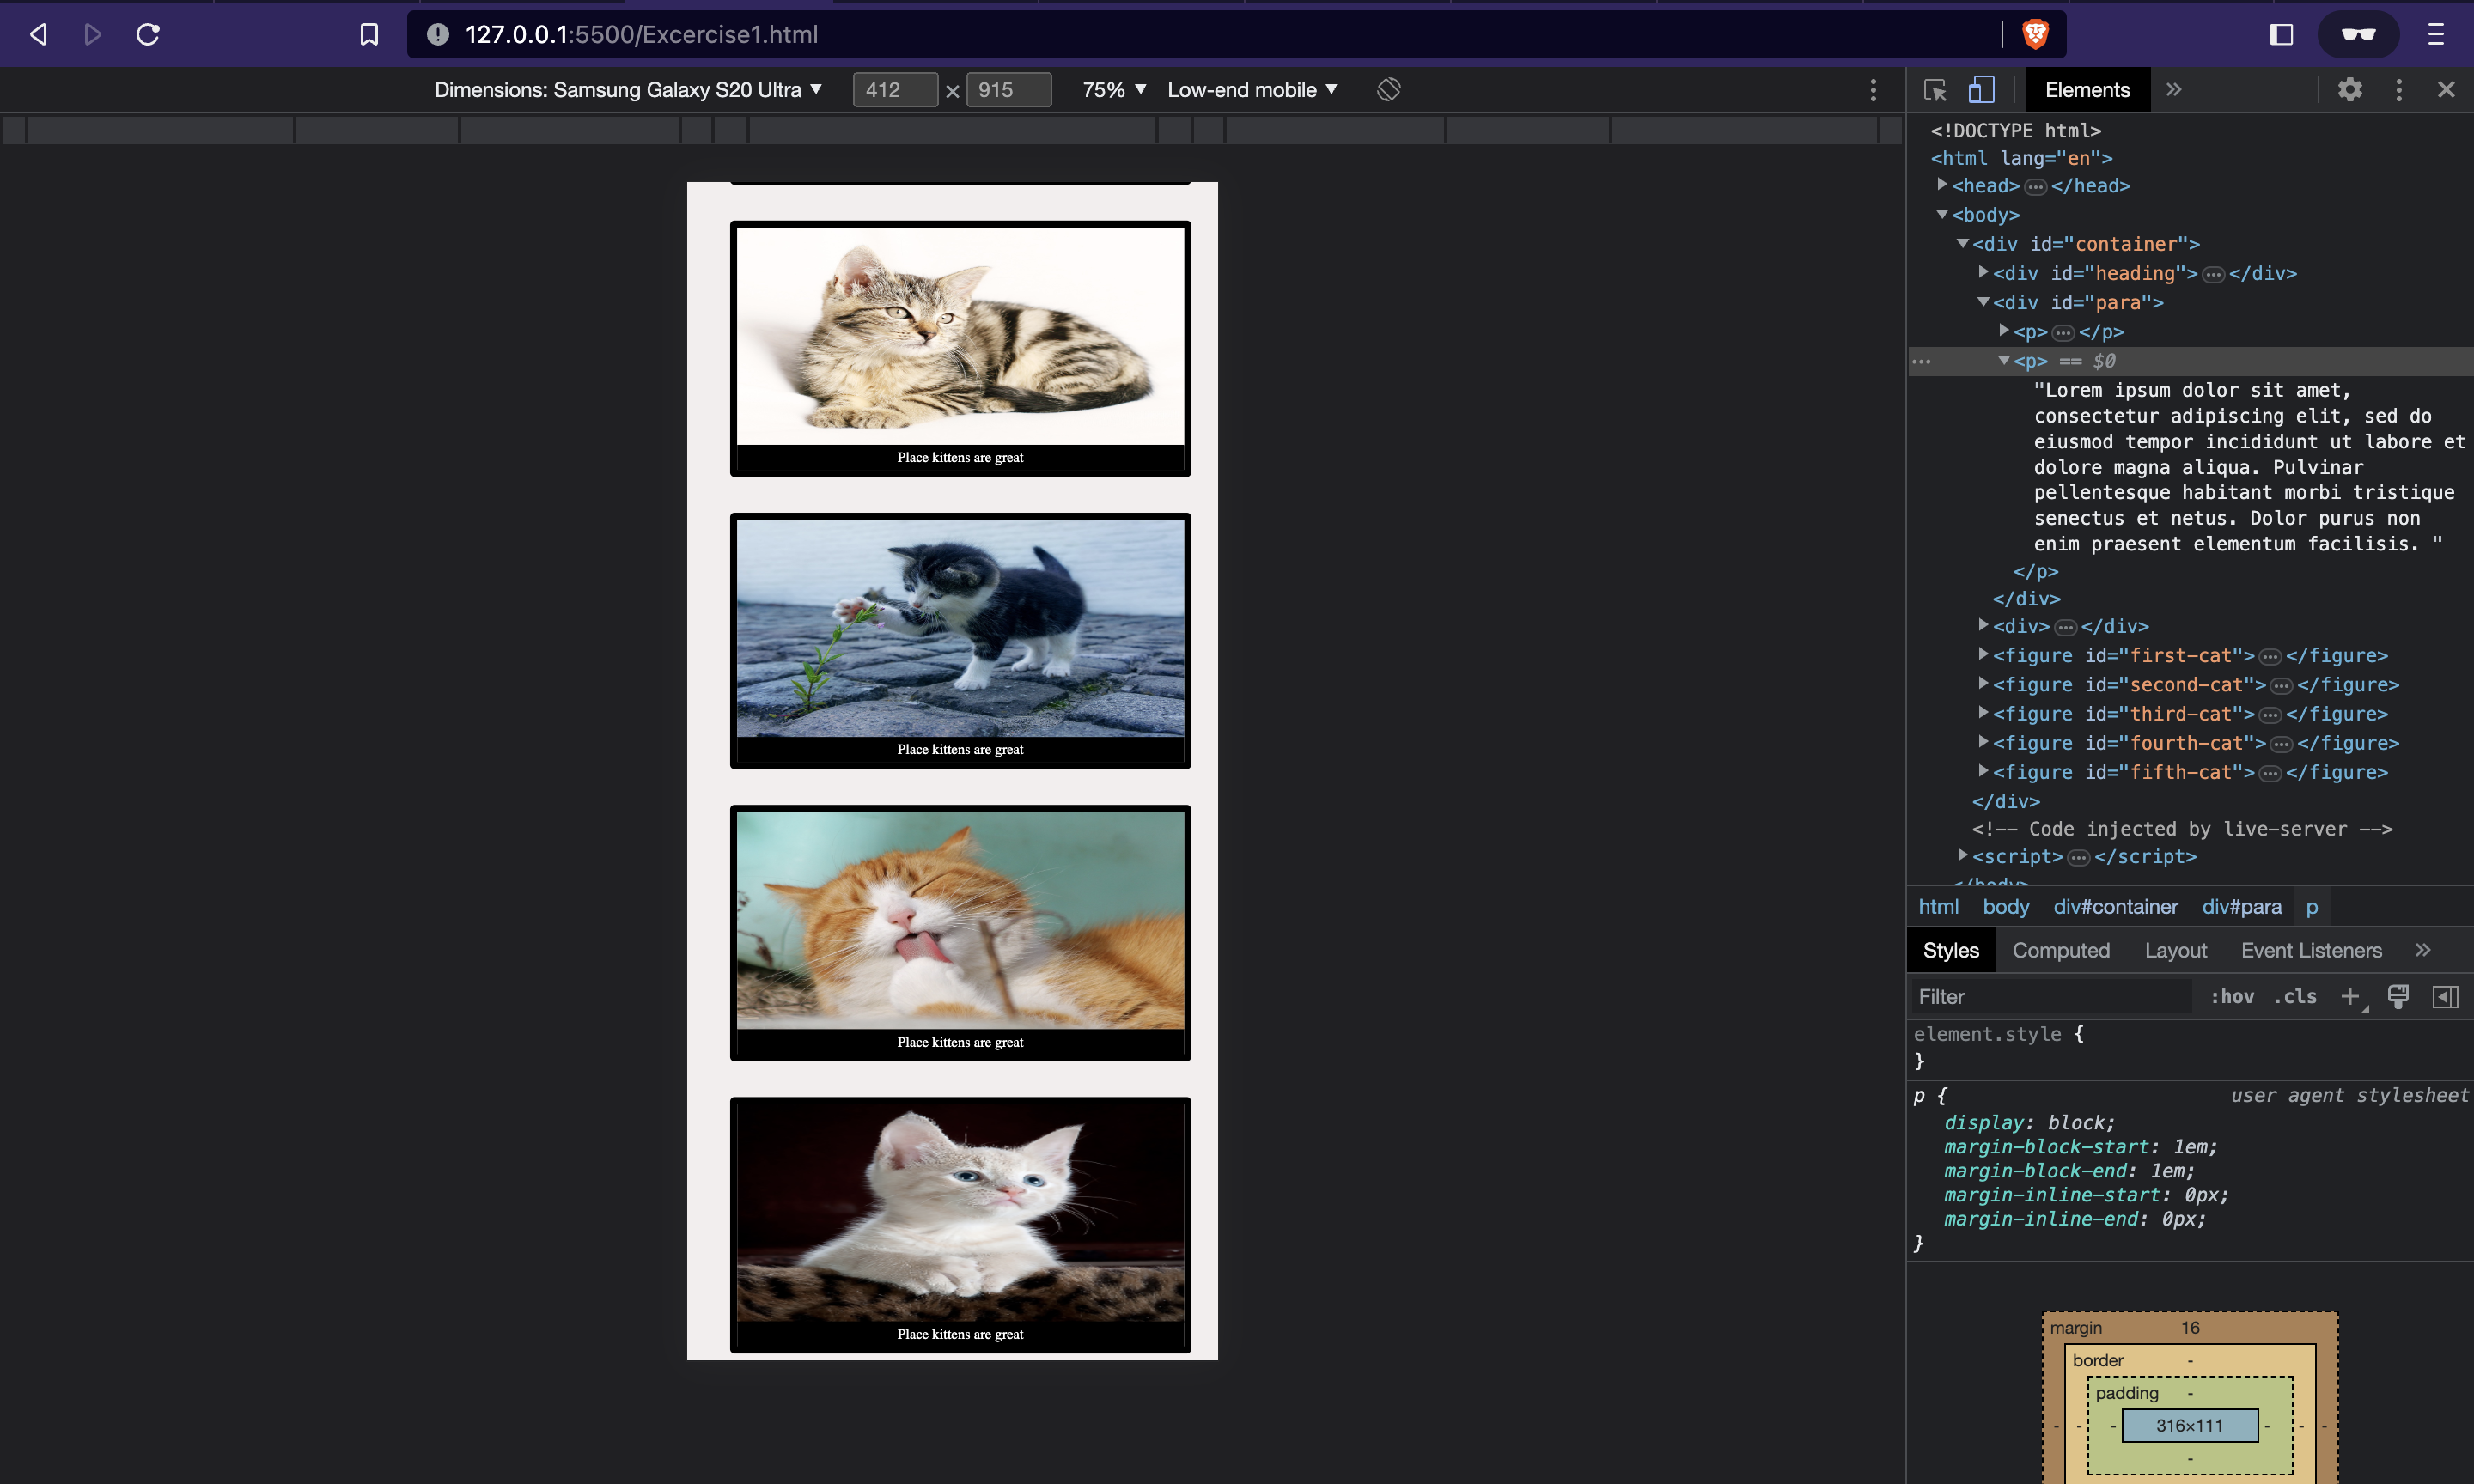 127.0.0.1:5500/Excercise1.html
Dimensions: Samsung Galaxy S20 Ultra ▼ 412 × 915 75% ▼ Low-end mobile ▼
Place kittens are great
Place kittens are great
Place kittens are great
Place kittens are great
Elements »
<!DOCTYPE html>
<html lang="en">
▶<head>…</head>
▼<body>
▼<div id="container">
▶<div id="heading">…</div>
▼<div id="para">
▶<p>…</p>
… ▼<p> == $0
"Lorem ipsum dolor sit amet,
consectetur adipiscing elit, sed do
eiusmod tempor incididunt ut labore et
dolore magna aliqua. Pulvinar
pellentesque habitant morbi tristique
senectus et netus. Dolor purus non
enim praesent elementum facilisis. "
</p>
</div>
▶<div>…</div>
▶<figure id="first-cat">…</figure>
▶<figure id="second-cat">…</figure>
▶<figure id="third-cat">…</figure>
▶<figure id="fourth-cat">…</figure>
▶<figure id="fifth-cat">…</figure>
</div>
<!-- Code injected by live-server -->
▶<script>…</script>
</body>
html body div#container div#para p
Styles Computed Layout Event Listeners »
Filter :hov .cls +
element.style {
}
p { user agent stylesheet
display: block;
margin-block-start: 1em;
margin-block-end: 1em;
margin-inline-start: 0px;
margin-inline-end: 0px;
}
margin 16
border -
padding -
- - - 316×111 - - -
-